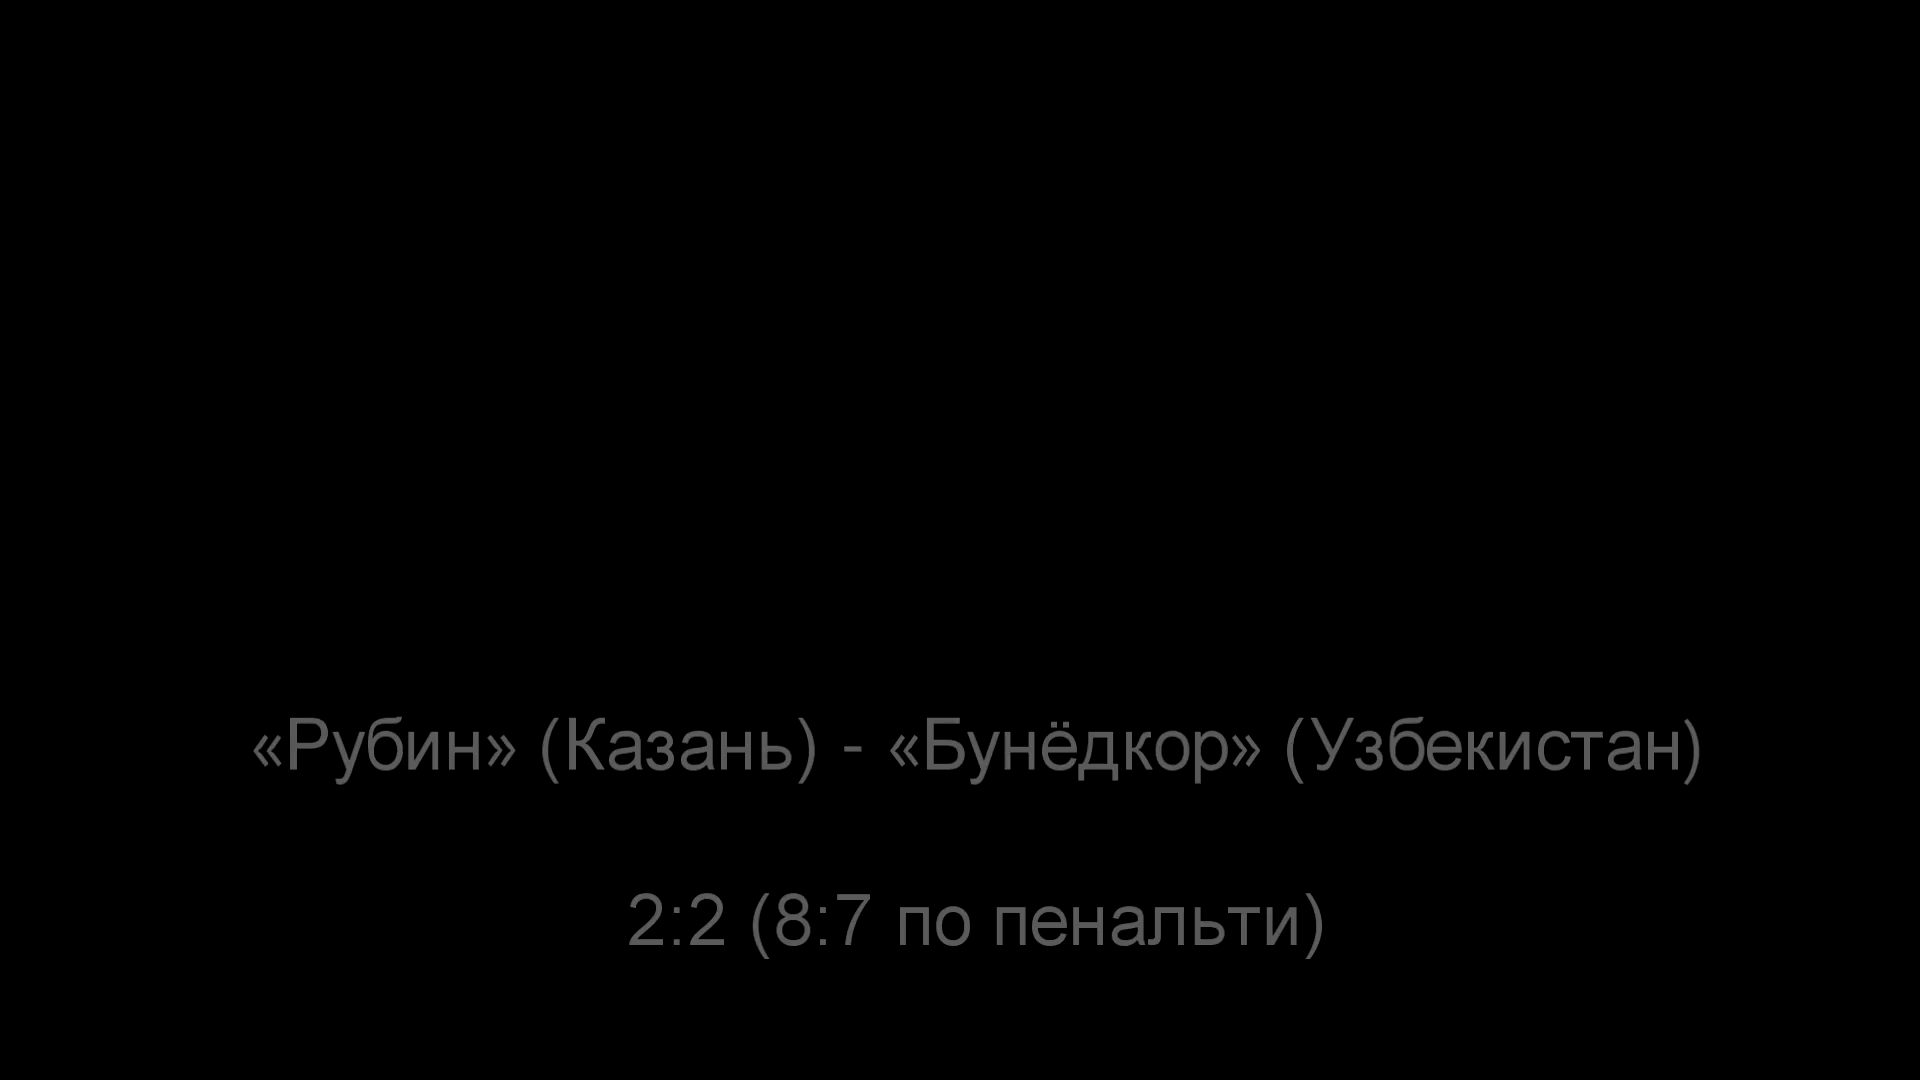 «Рубин» (Казань) - «Бунёдкор» (Узбекистан)
2:2 (8:7 по пенальти)